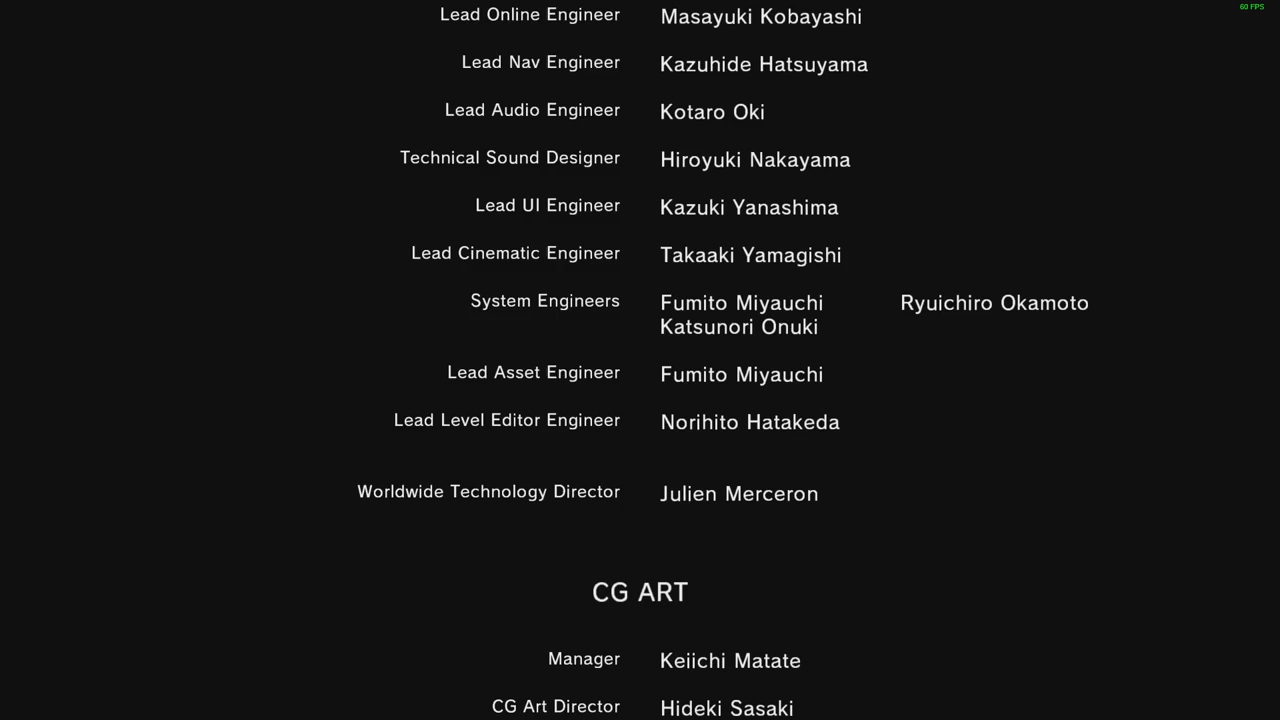 60 FPS
Lead Online Engineer Masayuki Kobayashi
Lead Nav Engineer Kazuhide Hatsuyama
Lead Audio Engineer Kotaro Oki
Technical Sound Designer Hiroyuki Nakayama
Lead UI Engineer Kazuki Yanashima
Lead Cinematic Engineer Takaaki Yamagishi
System Engineers Fumito Miyauchi Ryuichiro Okamoto
Katsunori Onuki
Lead Asset Engineer Fumito Miyauchi
Lead Level Editor Engineer Norihito Hatakeda
Worldwide Technology Director Julien Merceron
CG ART
Manager Keiichi Matate
CG Art Director Hideki Sasaki